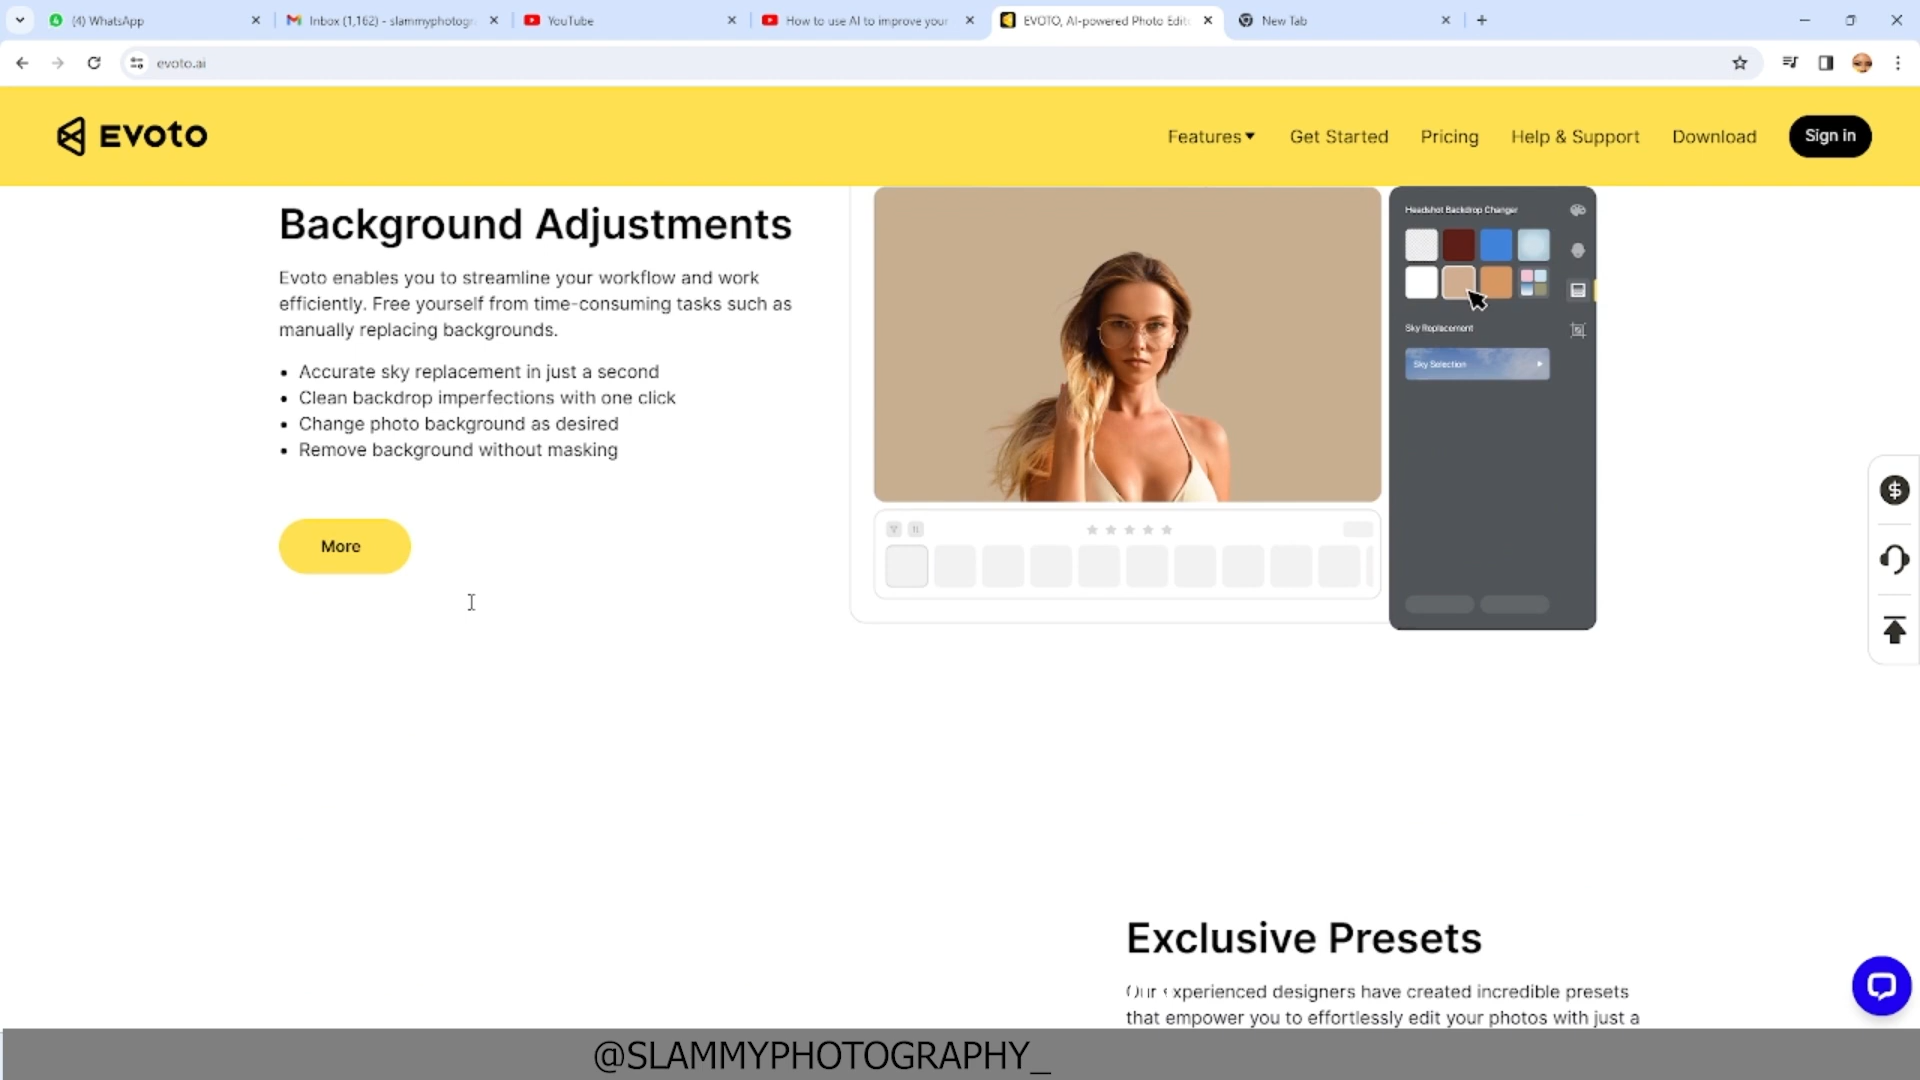 (4) WhatsApp
Inbox (1,162) - slammyphotogr
YouTube
How to use AI to improve your
EVOTO, AI-powered Photo Edit
New Tab
evoto.ai
EVOTO
Features
Get Started
Pricing
Help & Support
Download
Sign in
Background Adjustments
Evoto enables you to streamline your workflow and work
efficiently. Free yourself from time-consuming tasks such as
manually replacing backgrounds.
• Accurate sky replacement in just a second
• Clean backdrop imperfections with one click
• Change photo background as desired
• Remove background without masking
More
Headshot Backdrop Changer
Sky Replacement
Sky Selection
Exclusive Presets
Our experienced designers have created incredible presets
that empower you to effortlessly edit your photos with just a
@SLAMMYPHOTOGRAPHY_